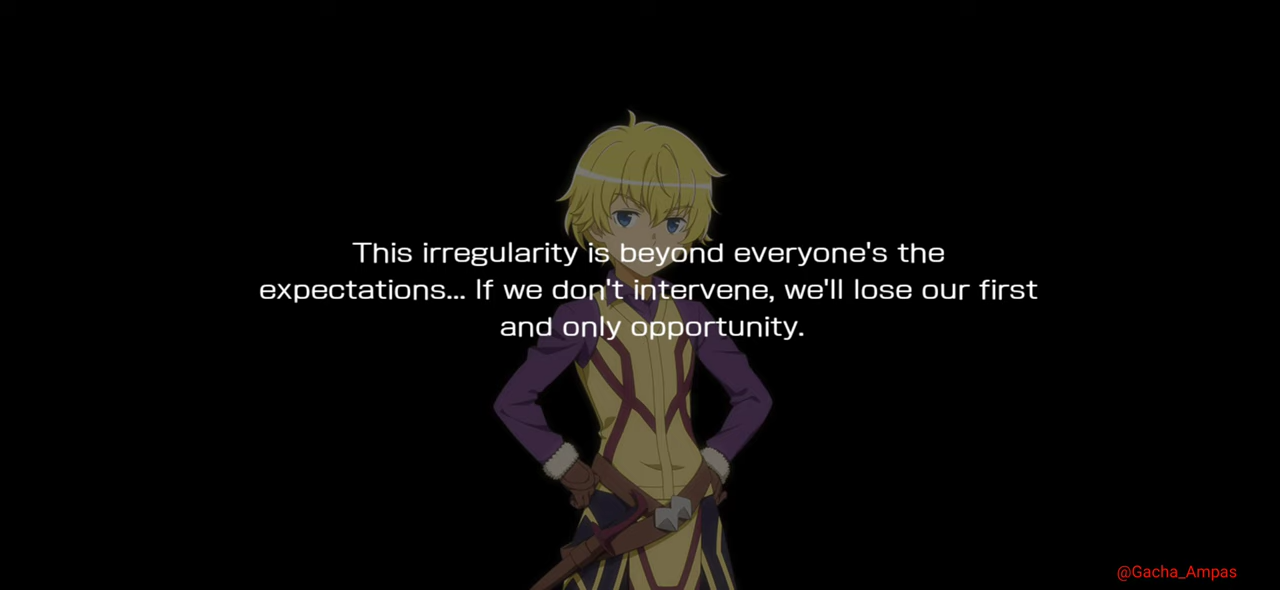 This irregularity is beyond everyone's the
expectations... If we don't intervene, we'll lose our first
and only opportunity.
@Gacha_Ampas